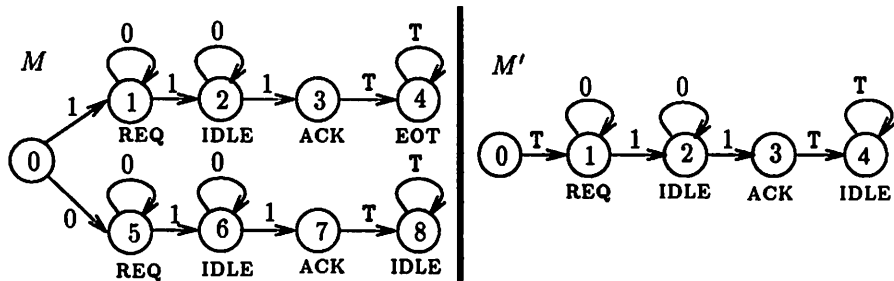 0 0 T
M M'
1 1 2 1 3 T 4
1 REQ IDLE ACK EOT
0 0 T
0 T 1 1 2 1 3 T 4
REQ IDLE ACK IDLE
0 0 0 T
5 1 6 1 7 T 8
REQ IDLE ACK IDLE